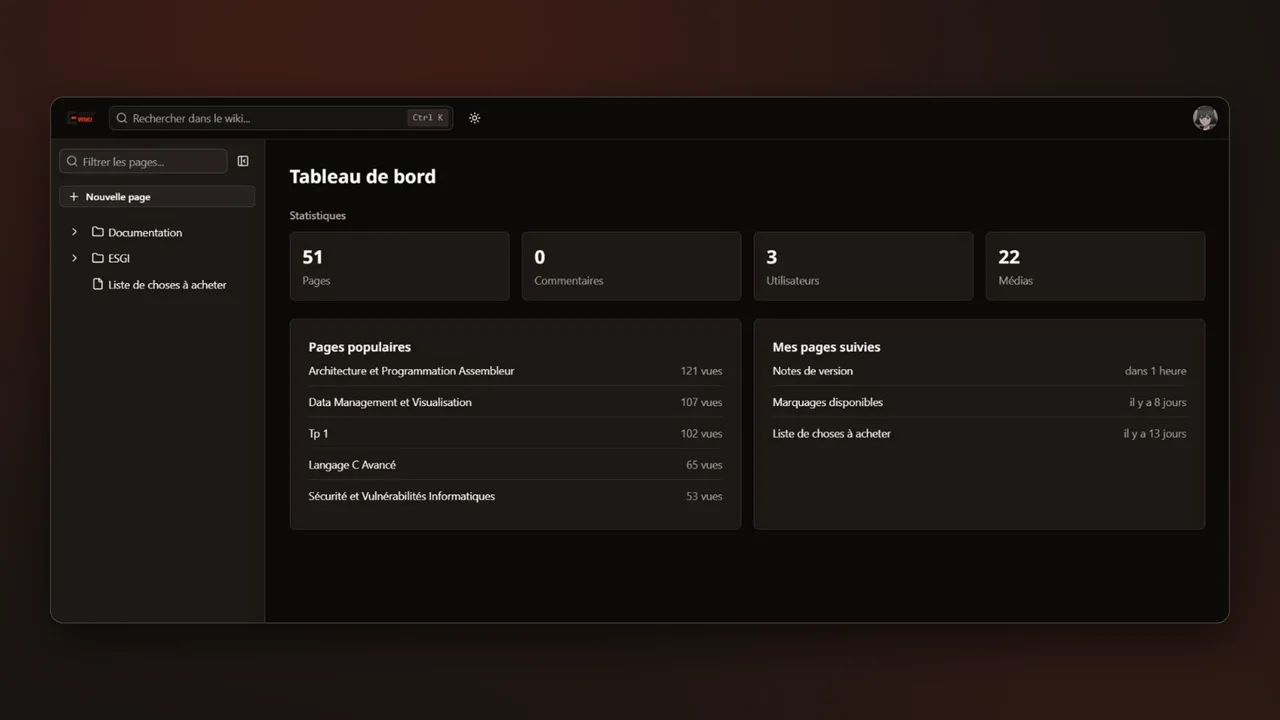 WIKI
Rechercher dans le wiki...
Ctrl K
Filtrer les pages...
Nouvelle page
Documentation
ESGI
Liste de choses à acheter
Tableau de bord
Statistiques
51
Pages
0
Commentaires
3
Utilisateurs
22
Médias
Pages populaires
Architecture et Programmation Assembleur 121 vues
Data Management et Visualisation 107 vues
Tp 1 102 vues
Langage C Avancé 65 vues
Sécurité et Vulnérabilités Informatiques 53 vues
Mes pages suivies
Notes de version dans 1 heure
Marquages disponibles il y a 8 jours
Liste de choses à acheter il y a 13 jours